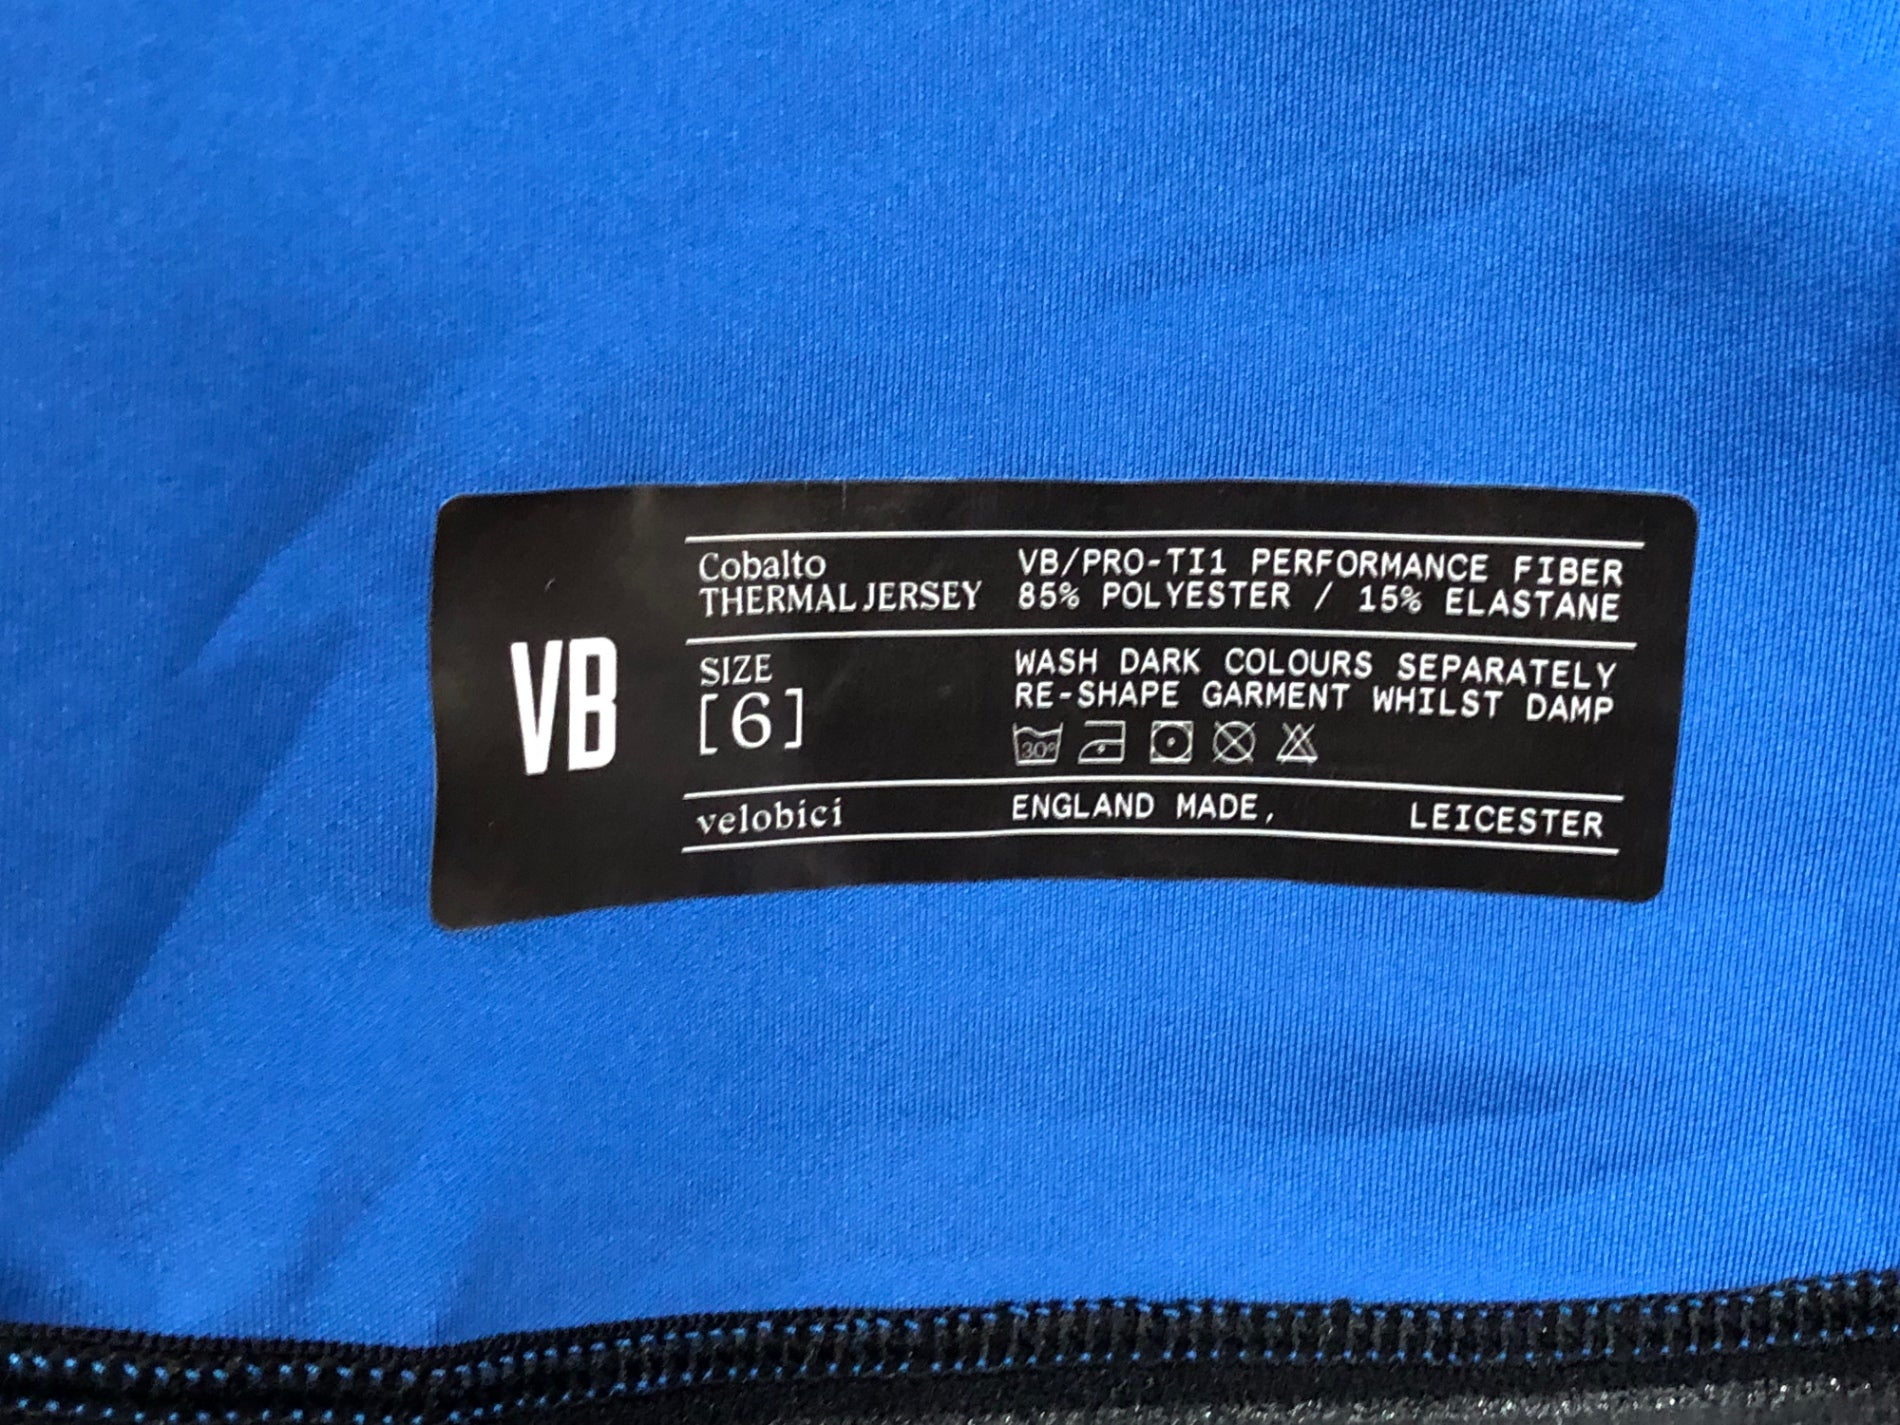 VB
Cobalto
THERMAL JERSEY
VB/PRO-TI1 PERFORMANCE FIBER
85% POLYESTER / 15% ELASTANE
SIZE
[6]
WASH DARK COLOURS SEPARATELY
RE-SHAPE GARMENT WHILST DAMP
30°
velobici
ENGLAND MADE, LEICESTER